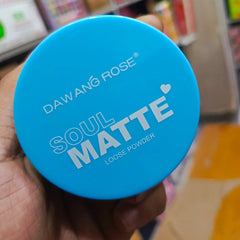 DAWANG ROSE®
SOUL
MATTE
LOOSE POWDER